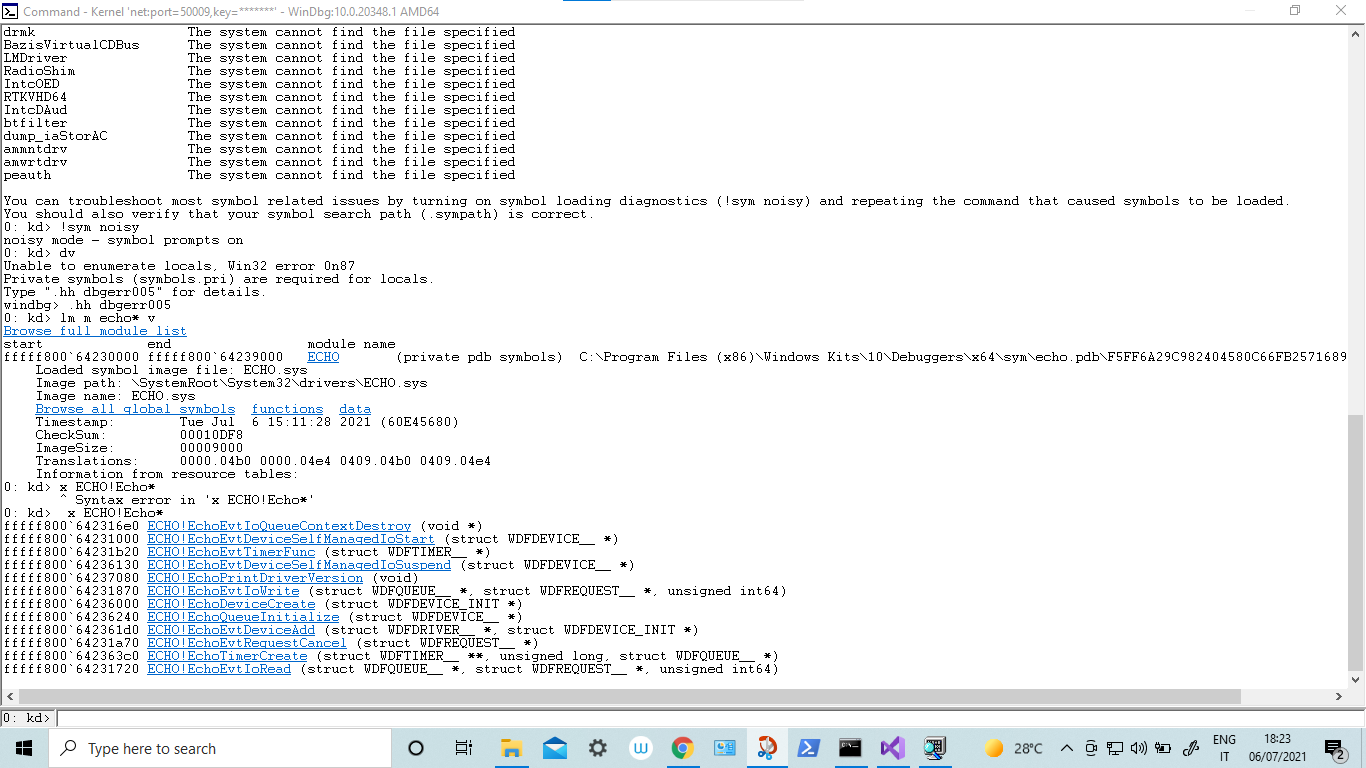 Command - Kernel 'net:port=50009,key=*******' - WinDbg:10.0.20348.1 AMD64
drmk The system cannot find the file specified
BazisVirtualCDBus The system cannot find the file specified
LMDriver The system cannot find the file specified
RadioShim The system cannot find the file specified
IntcOED The system cannot find the file specified
RTKVHD64 The system cannot find the file specified
IntcDAud The system cannot find the file specified
btfilter The system cannot find the file specified
dump_iaStorAC The system cannot find the file specified
ammntdrv The system cannot find the file specified
amwrtdrv The system cannot find the file specified
peauth The system cannot find the file specified
You can troubleshoot most symbol related issues by turning on symbol loading diagnostics (!sym noisy) and repeating the command that caused symbols to be loaded.
You should also verify that your symbol search path (.sympath) is correct.
0: kd> !sym noisy
noisy mode - symbol prompts on
0: kd> dv
Unable to enumerate locals, Win32 error 0n87
Private symbols (symbols.pri) are required for locals.
Type ".hh dbgerr005" for details.
windbg> .hh dbgerr005
0: kd> lm m echo* v
Browse full module list
start end module name
fffff800`64230000 fffff800`64239000 ECHO (private pdb symbols) C:\Program Files (x86)\Windows Kits\10\Debuggers\x64\sym\echo.pdb\F5FF6A29C982404580C66FB2571689
Loaded symbol image file: ECHO.sys
Image path: \SystemRoot\System32\drivers\ECHO.sys
Image name: ECHO.sys
Browse all global symbols functions data
Timestamp: Tue Jul 6 15:11:28 2021 (60E45680)
CheckSum: 00010DF8
ImageSize: 00009000
Translations: 0000.04b0 0000.04e4 0409.04b0 0409.04e4
Information from resource tables:
0: kd> x ECHO!Echo*
^ Syntax error in 'x ECHO!Echo*'
0: kd> x ECHO!Echo*
fffff800`642316e0 ECHO!EchoEvtIoQueueContextDestroy (void *)
fffff800`64231000 ECHO!EchoEvtDeviceSelfManagedIoStart (struct WDFDEVICE__ *)
fffff800`64231b20 ECHO!EchoEvtTimerFunc (struct WDFTIMER__ *)
fffff800`64236130 ECHO!EchoEvtDeviceSelfManagedIoSuspend (struct WDFDEVICE__ *)
fffff800`64237080 ECHO!EchoPrintDriverVersion (void)
fffff800`64231870 ECHO!EchoEvtIoWrite (struct WDFQUEUE__ *, struct WDFREQUEST__ *, unsigned int64)
fffff800`64236000 ECHO!EchoDeviceCreate (struct WDFDEVICE_INIT *)
fffff800`64236240 ECHO!EchoQueueInitialize (struct WDFDEVICE__ *)
fffff800`642361d0 ECHO!EchoEvtDeviceAdd (struct WDFDRIVER__ *, struct WDFDEVICE_INIT *)
fffff800`64231a70 ECHO!EchoEvtRequestCancel (struct WDFREQUEST__ *)
fffff800`642363c0 ECHO!EchoTimerCreate (struct WDFTIMER__ **, unsigned long, struct WDFQUEUE__ *)
fffff800`64231720 ECHO!EchoEvtIoRead (struct WDFQUEUE__ *, struct WDFREQUEST__ *, unsigned int64)
0: kd>
Type here to search
28°C
ENG
IT
18:23
06/07/2021
2